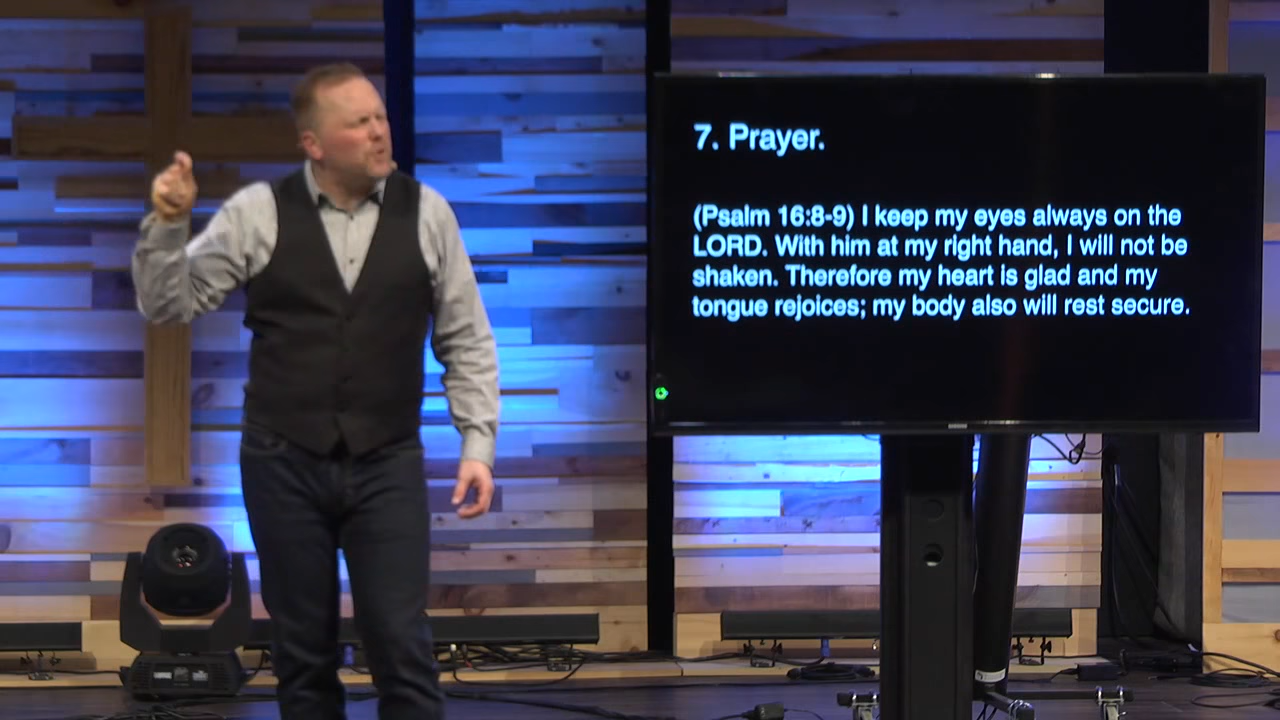 7. Prayer.
(Psalm 16:8-9) I keep my eyes always on the
LORD. With him at my right hand, I will not be
shaken. Therefore my heart is glad and my
tongue rejoices; my body also will rest secure.